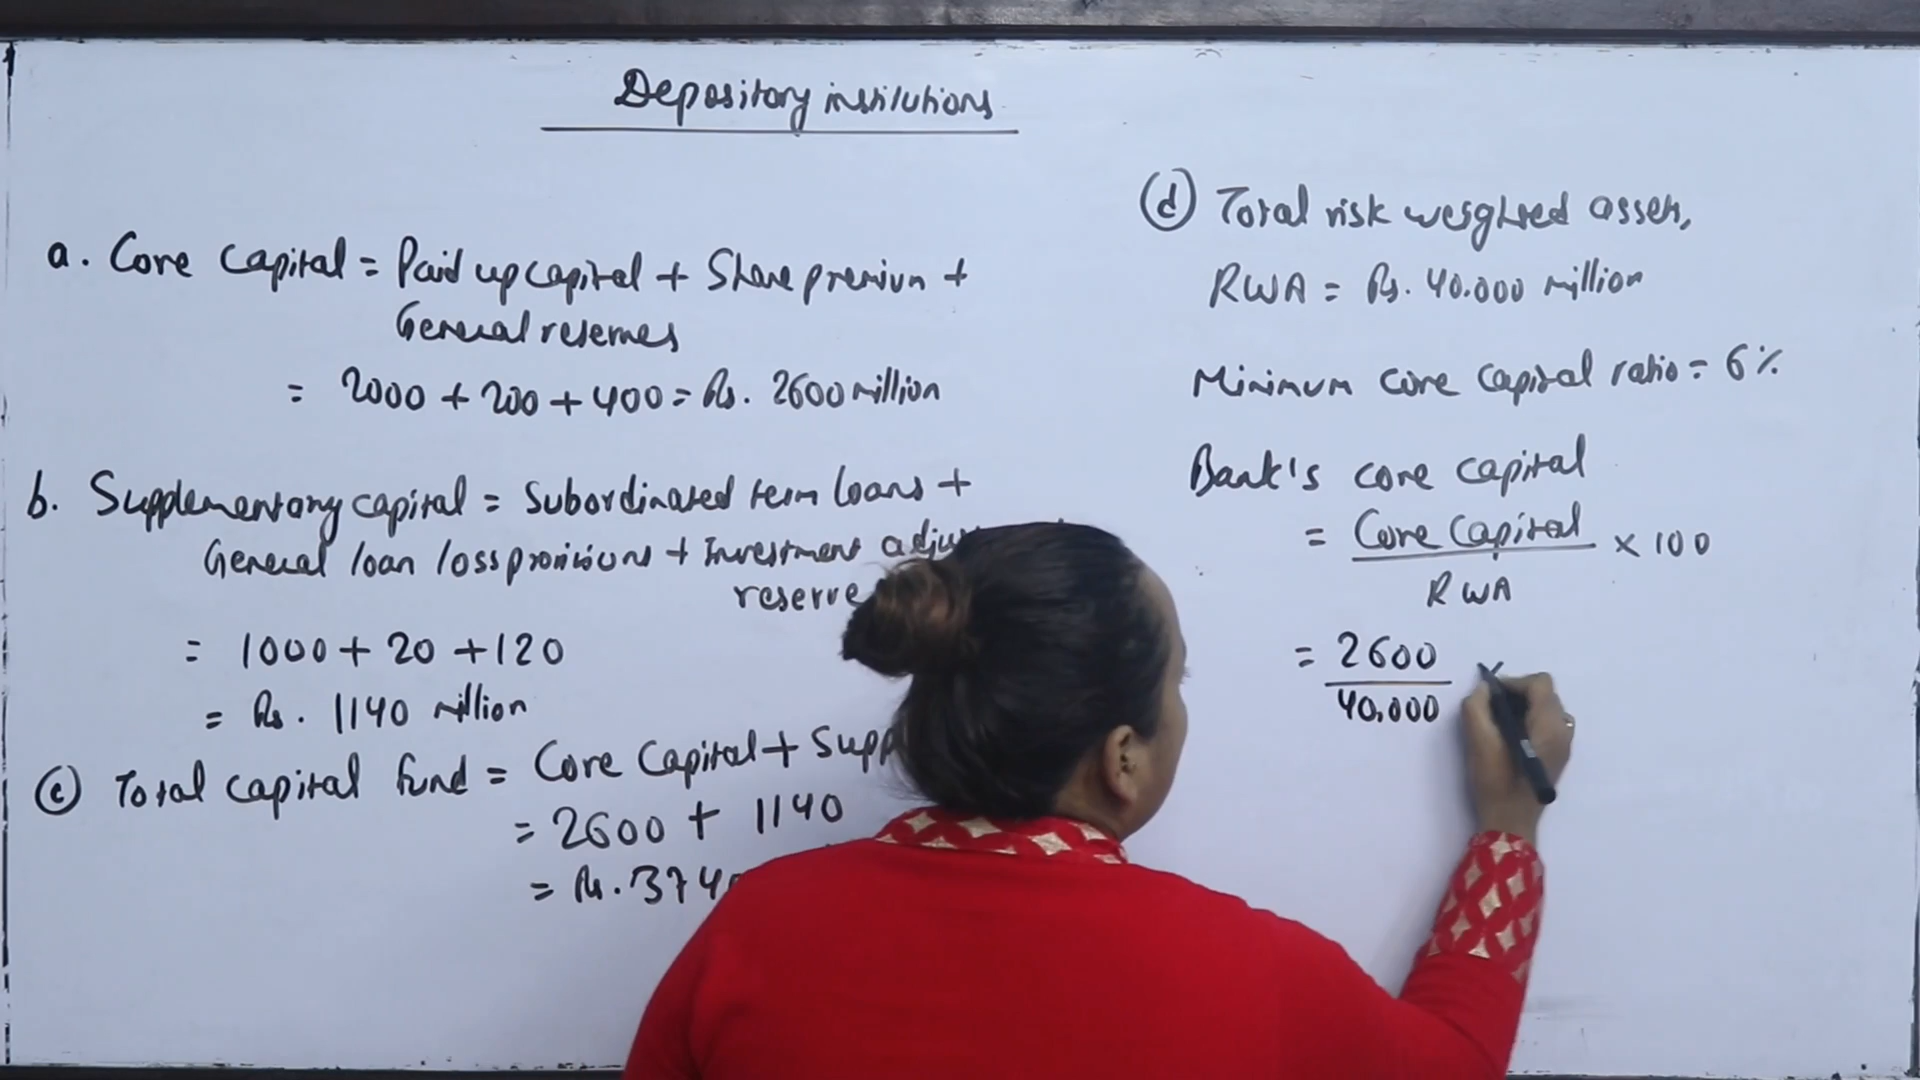 Depository institutions
a. Core Capital = Paid up capital + Share premium +
General reserves
= 2000 + 200 + 400 = Rs. 2600 million
b. Supplementary capital = Subordinated term loans +
General loan loss provisions + Investment adju
reserve
= 1000 + 20 + 120
= Rs. 1140 million
(c) Total capital fund = Core Capital + Supp
= 2600 + 1140
= Rs. 374
(d) Total risk weighted assets,
RWA = Rs. 40,000 million
Minimum core capital ratio = 6%
Bank's core capital
= Core Capital × 100
RWA
= 2600 ×
40,000